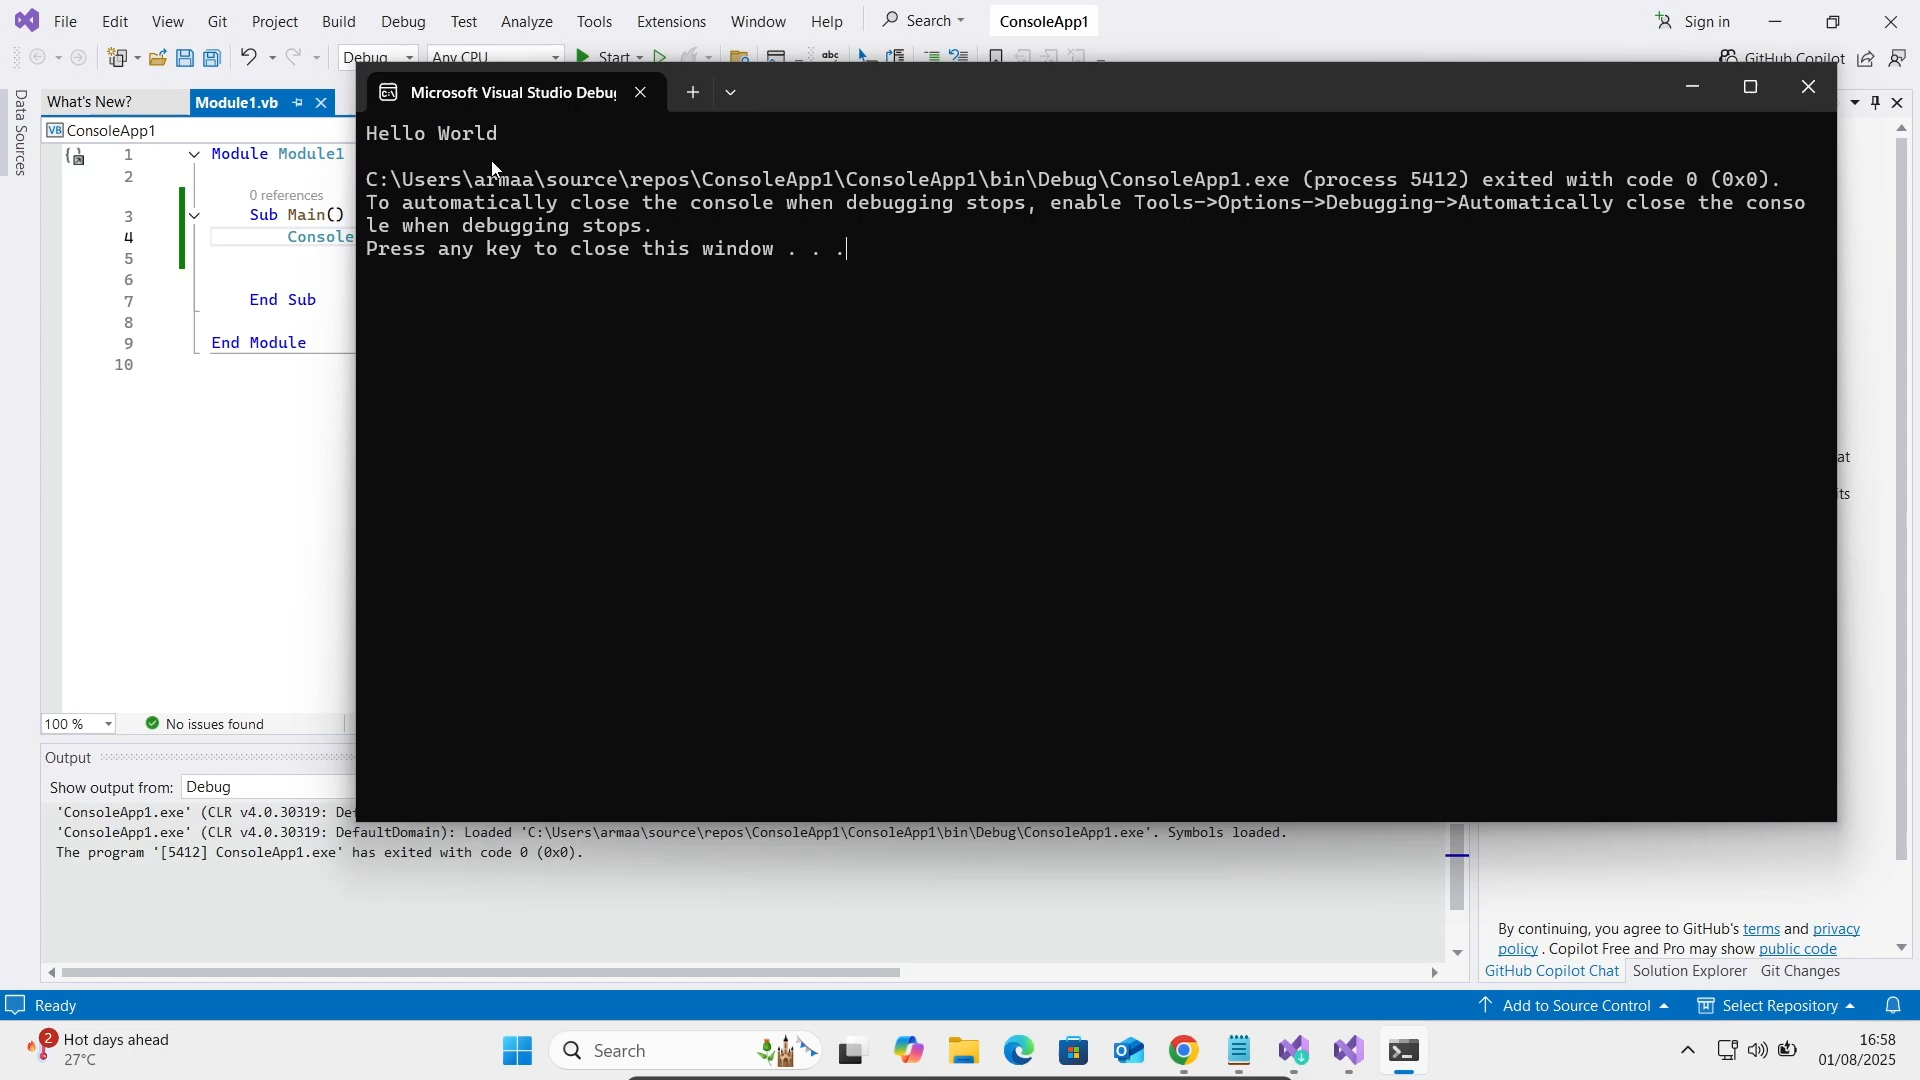 File Edit View Git Project Build Debug Test Analyze Tools Extensions Window Help Search ConsoleApp1 Sign in
Debug Any CPU Start abc GitHub Copilot
Data Sources
What's New? Module1.vb
Microsoft Visual Studio Debu
VB ConsoleApp1
Hello World
1 Module Module1
2
0 references
3 Sub Main()
4 Console
5
6
7 End Sub
8
9 End Module
10
C:\Users\armaa\source\repos\ConsoleApp1\ConsoleApp1\bin\Debug\ConsoleApp1.exe (process 5412) exited with code 0 (0x0).
To automatically close the console when debugging stops, enable Tools->Options->Debugging->Automatically close the conso
le when debugging stops.
Press any key to close this window . . .
at
its
100 % No issues found
Output
Show output from: Debug
'ConsoleApp1.exe' (CLR v4.0.30319: De
'ConsoleApp1.exe' (CLR v4.0.30319: DefaultDomain): Loaded 'C:\Users\armaa\source\repos\ConsoleApp1\ConsoleApp1\bin\Debug\ConsoleApp1.exe'. Symbols loaded.
The program '[5412] ConsoleApp1.exe' has exited with code 0 (0x0).
By continuing, you agree to GitHub's terms and privacy
policy . Copilot Free and Pro may show public code
GitHub Copilot Chat Solution Explorer Git Changes
Ready Add to Source Control Select Repository
2 Hot days ahead
27°C
Search
16:58
01/08/2025